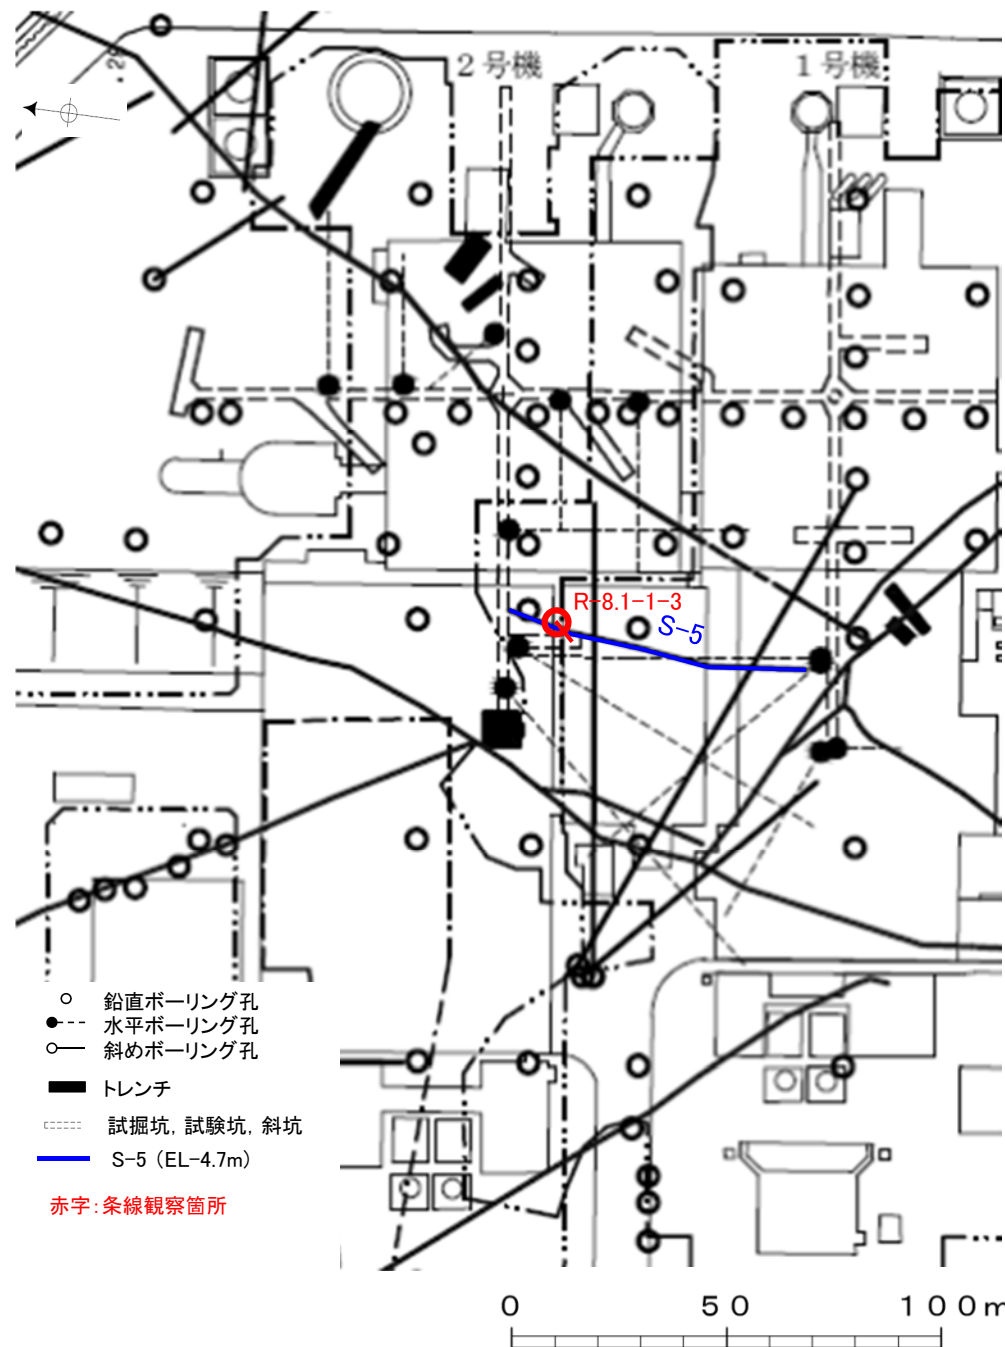 2号機
1号機
R-8.1-1-3
S-5
鉛直ボーリング孔
水平ボーリング孔
斜めボーリング孔
トレンチ
試掘坑，試験坑，斜坑
S-5（EL-4.7m）
赤字：条線観察箇所
0 50 100m